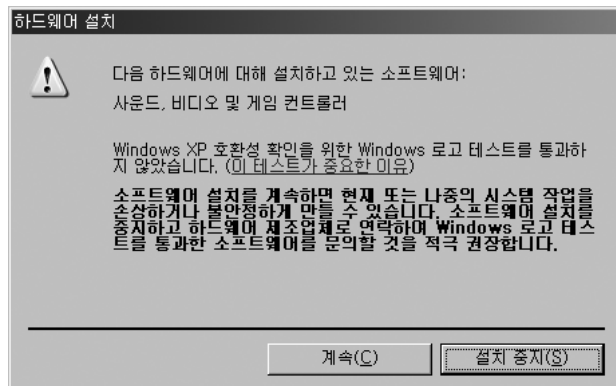 하드웨어 설치
다음 하드웨어에 대해 설치하고 있는 소프트웨어:
사운드, 비디오 및 게임 컨트롤러
Windows XP 호환성 확인을 위한 Windows 로고 테스트를 통과하
지 않았습니다. (이 테스트가 중요한 이유)
소프트웨어 설치를 계속하면 현재 또는 나중의 시스템 작업을
손상하거나 불안정하게 만들 수 있습니다. 소프트웨어 설치를
중지하고 하드웨어 제조업체로 연락하여 Windows 로고 테스
트를 통과한 소프트웨어를 문의할 것을 적극 권장합니다.
계속(C) 설치 중지(S)